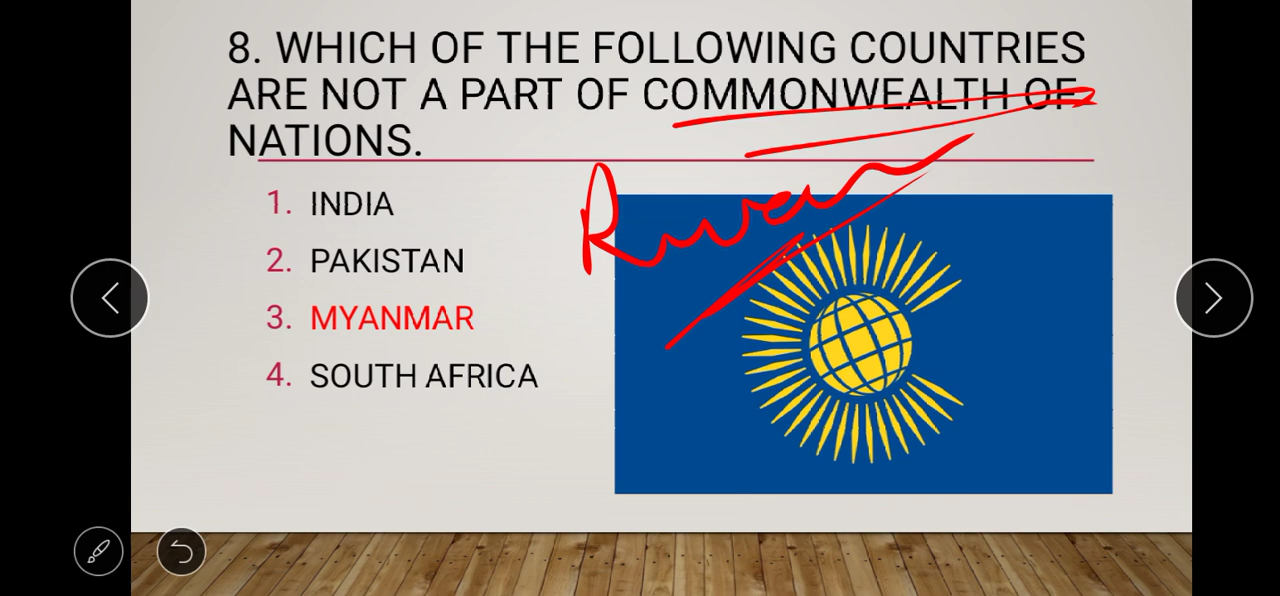 8. WHICH OF THE FOLLOWING COUNTRIES
ARE NOT A PART OF COMMONWEALTH OF
NATIONS.
1. INDIA
2. PAKISTAN
3. MYANMAR
4. SOUTH AFRICA